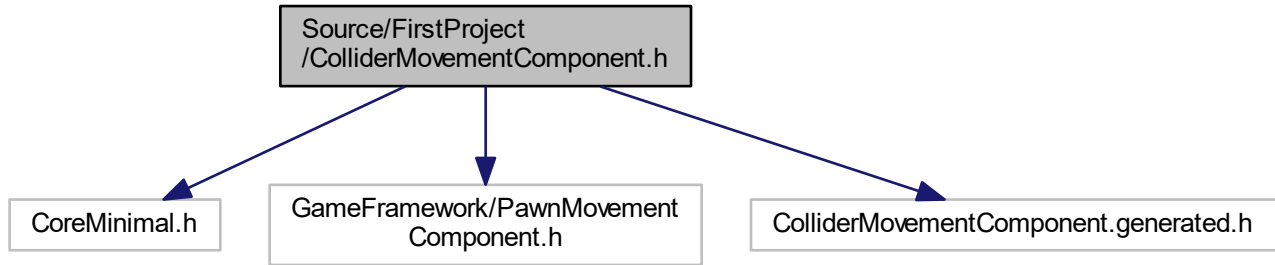 Source/FirstProject
/ColliderMovementComponent.h
CoreMinimal.h
GameFramework/PawnMovement
Component.h
ColliderMovementComponent.generated.h